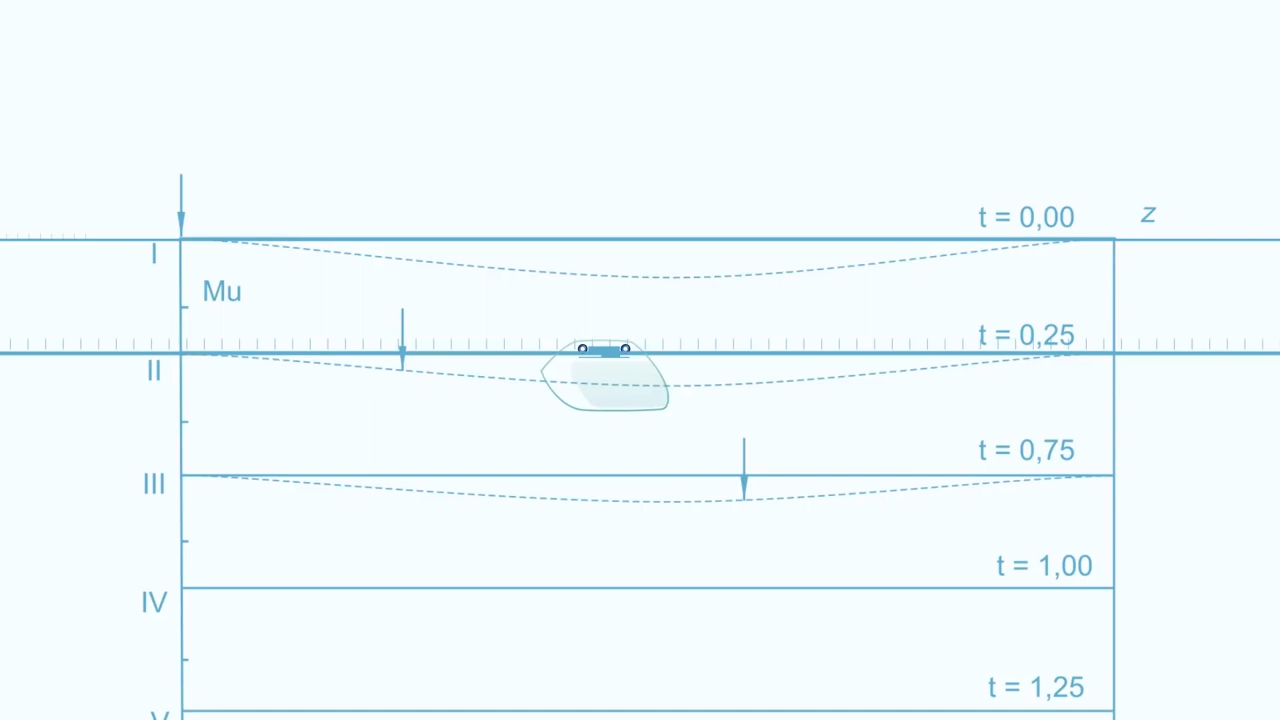 t = 0,00
z
I
Mu
t = 0,25
II
t = 0,75
III
t = 1,00
IV
t = 1,25
V